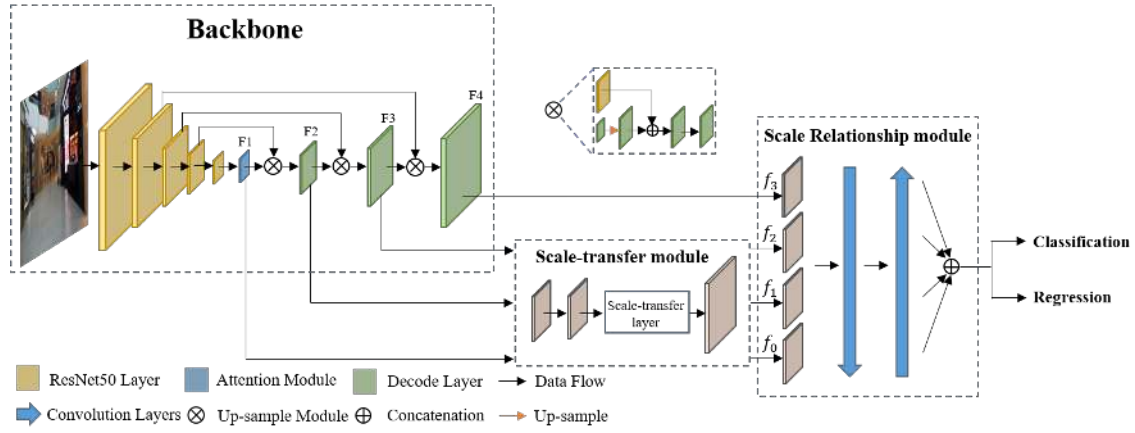 Backbone
F4
F3
F2
F1
Scale Relationship module
f3
f2
f1
f0
Scale-transfer module
Scale-transfer
layer
Classification
Regression
ResNet50 Layer
Attention Module
Decode Layer
Data Flow
Convolution Layers
Up-sample Module
Concatenation
Up-sample